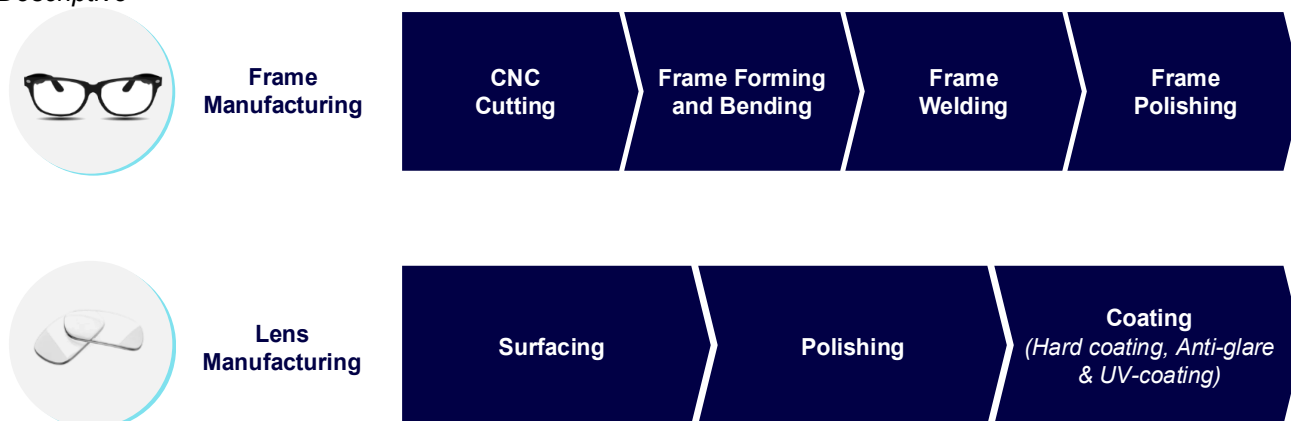 Descriptive
Frame
Manufacturing
CNC
Cutting
Frame Forming
and Bending
Frame
Welding
Frame
Polishing
Lens
Manufacturing
Surfacing
Polishing
Coating
(Hard coating, Anti-glare
& UV-coating)